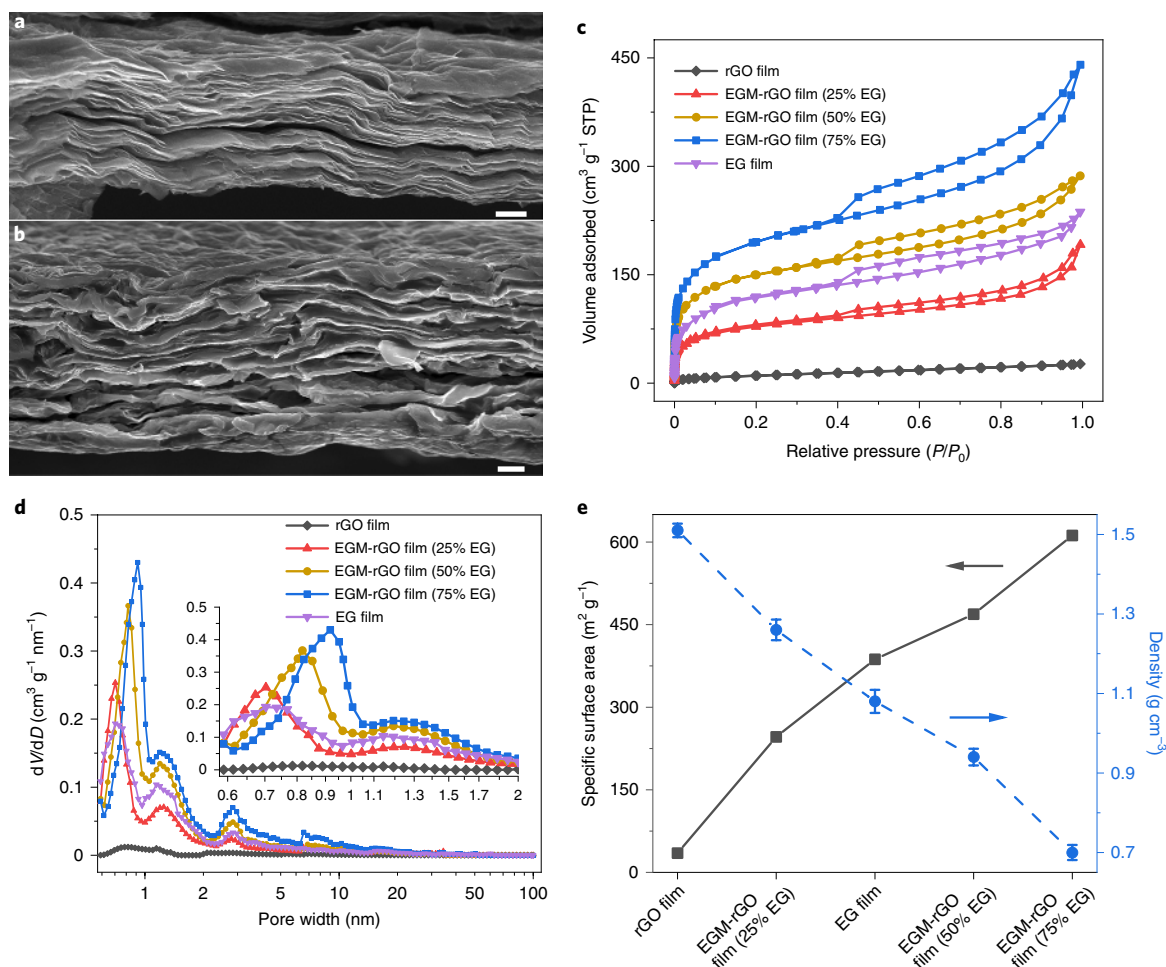 a
b
c
450
300
150
0
Volume adsorbed (cm³ g⁻¹ STP)
rGO film
EGM-rGO film (25% EG)
EGM-rGO film (50% EG)
EGM-rGO film (75% EG)
EG film
0 0.2 0.4 0.6 0.8 1.0
Relative pressure (P/P₀)
d
0.5
0.4
0.3
0.2
0.1
0
dV/dD (cm³ g⁻¹ nm⁻¹)
rGO film
EGM-rGO film (25% EG)
EGM-rGO film (50% EG)
EGM-rGO film (75% EG)
EG film
0.5
0.4
0.3
0.2
0.1
0
0.6 0.7 0.8 0.9 1 1.1 1.3 1.5 1.7 2
1 2 5 10 20 50 100
Pore width (nm)
e
600
450
300
150
0
Specific surface area (m² g⁻¹)
1.5
1.3
1.1
0.9
0.7
Density (g cm⁻³)
rGO film
EGM-rGO
film (25% EG)
EG film
EGM-rGO
film (50% EG)
EGM-rGO
film (75% EG)